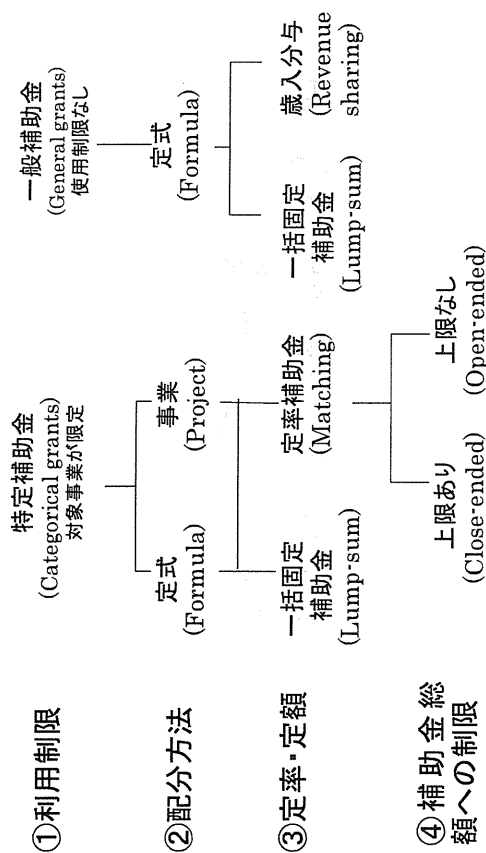 ①利用制限
特定補助金
(Categorical grants)
対象事業が限定
一般補助金
(General grants)
使用制限なし
②配分方法
定式
(Formula)
事業
(Project)
定式
(Formula)
③定率・定額
一括固定
補助金
(Lump-sum)
定率補助金
(Matching)
一括固定
補助金
(Lump-sum)
歳入分与
(Revenue
sharing)
④補助金総
額への制限
上限あり
(Close-ended)
上限なし
(Open-ended)